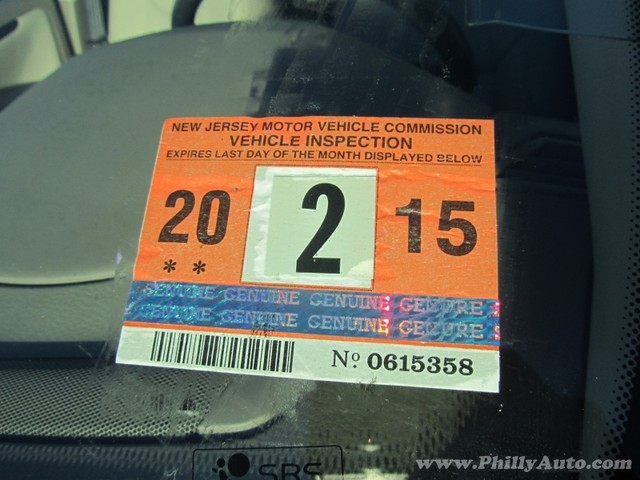 NEW JERSEY MOTOR VEHICLE COMMISSION
VEHICLE INSPECTION
EXPIRES LAST DAY OF THE MONTH DISPLAYED BELOW
20 2 15
**
GENUINE GENUINE GENUINE GENUINE
GENUINE GENUINE GENUINE GENUINE
No. 0615358
SRS
www.PhillyAuto.com